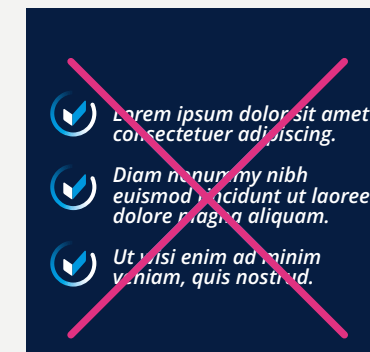 Lorem ipsum dolor sit amet
consectetuer adipiscing.
Diam nonummy nibh
euismod tincidunt ut laoree
dolore magna aliquam.
Ut wisi enim ad minim
veniam, quis nostrud.